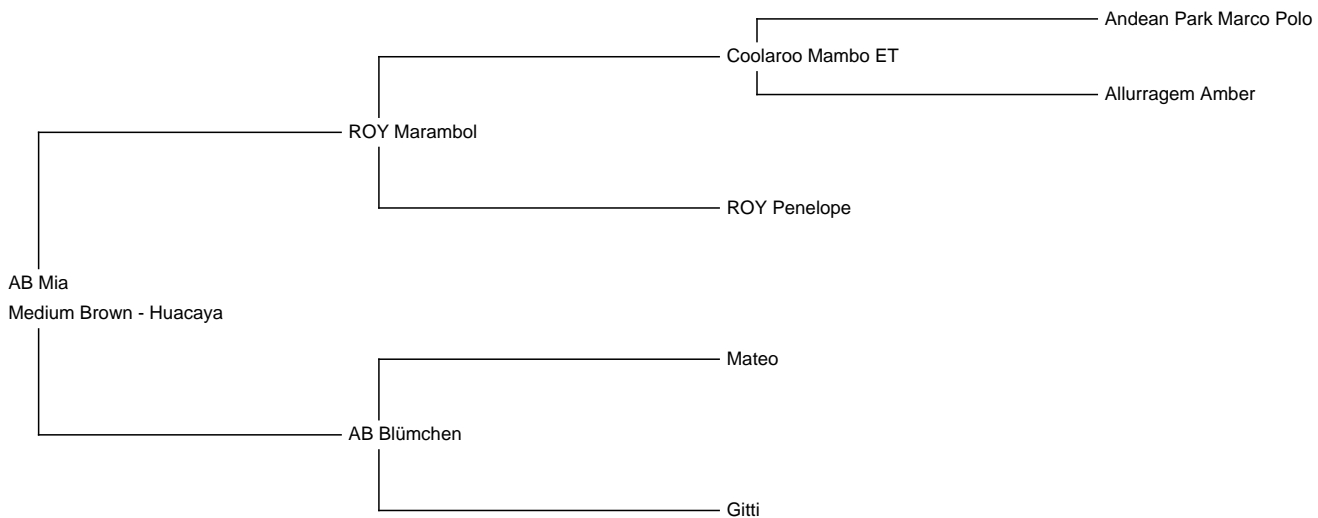 Andean Park Marco Polo
Coolaroo Mambo ET
Allurragem Amber
ROY Marambol
ROY Penelope
AB Mia
Medium Brown - Huacaya
Mateo
AB Blümchen
Gitti